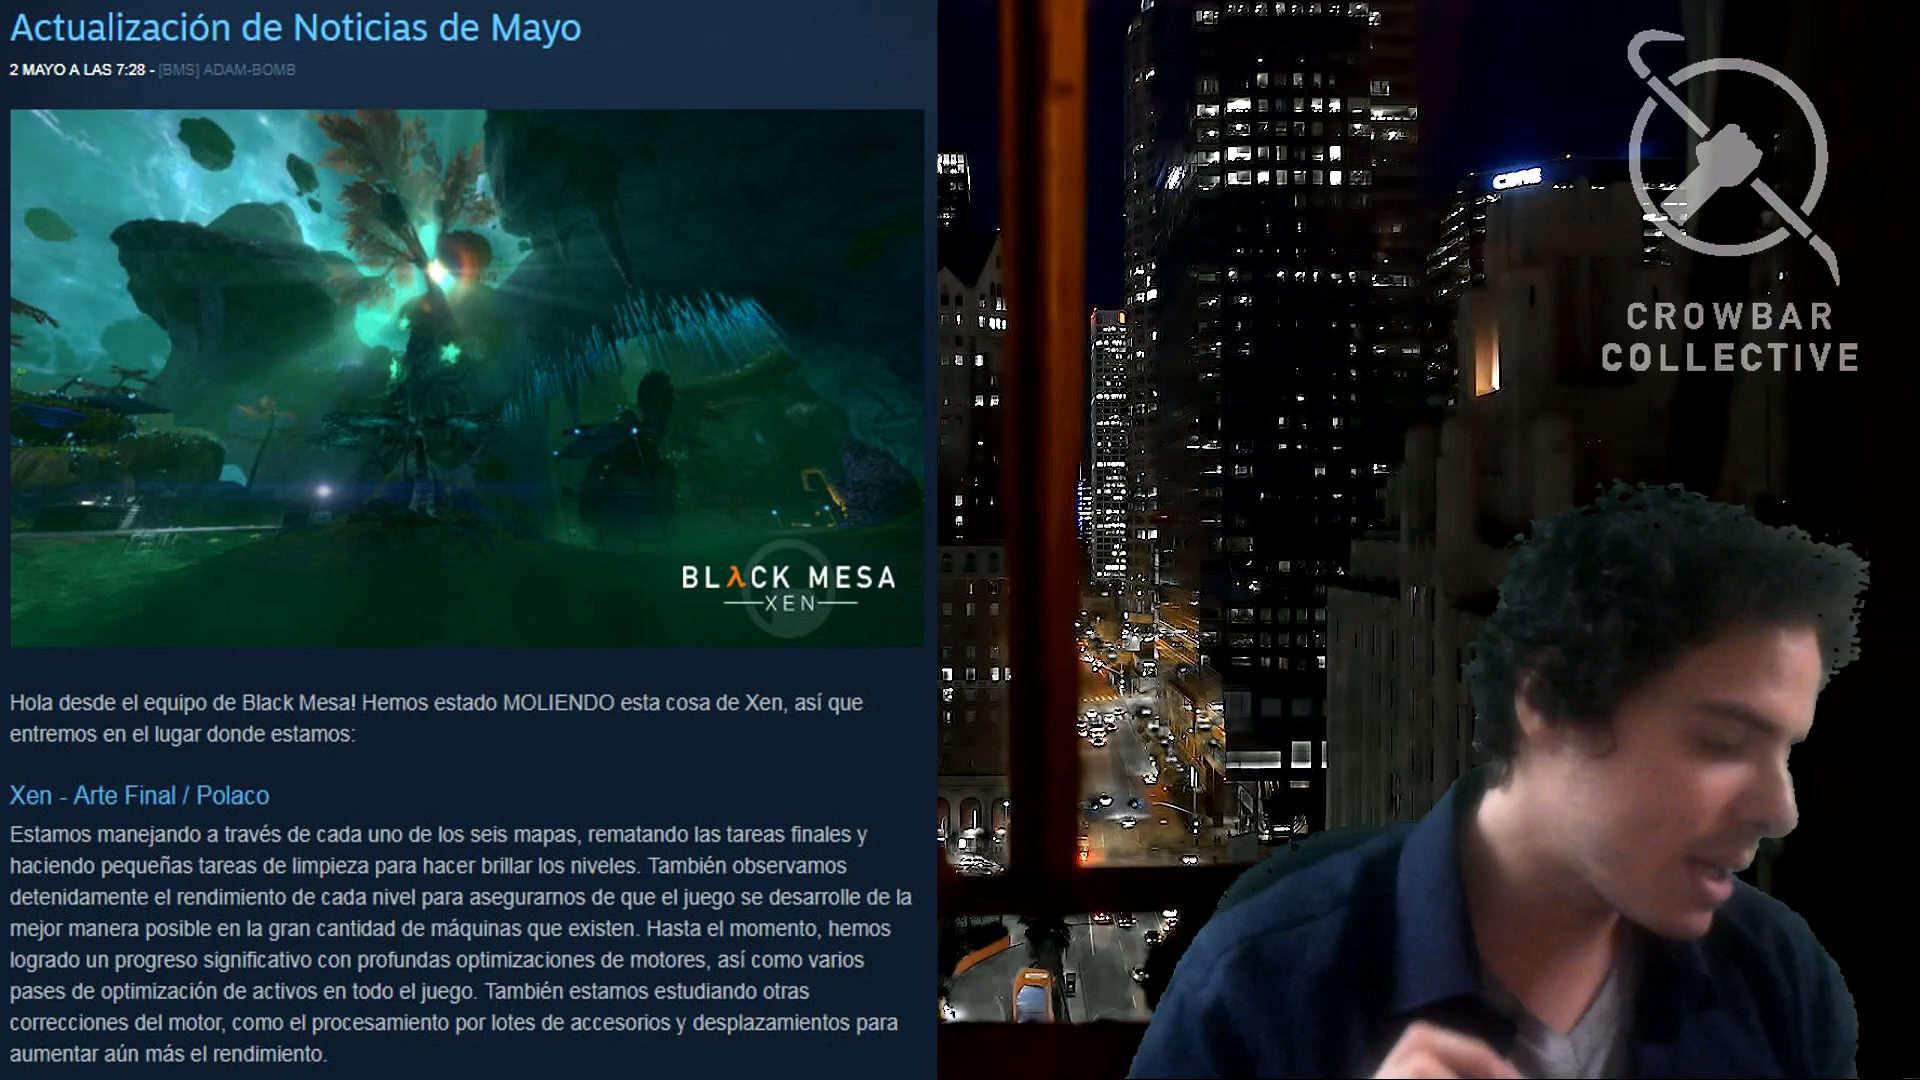 Actualización de Noticias de Mayo
2 MAYO A LAS 7:28 - [BMS] ADAM-BOMB
BLλCK MESA
XEN
Hola desde el equipo de Black Mesa! Hemos estado MOLIENDO esta cosa de Xen, así que
entremos en el lugar donde estamos:
Xen - Arte Final / Polaco
Estamos manejando a través de cada uno de los seis mapas, rematando las tareas finales y
haciendo pequeñas tareas de limpieza para hacer brillar los niveles. También observamos
detenidamente el rendimiento de cada nivel para asegurarnos de que el juego se desarrolle de la
mejor manera posible en la gran cantidad de máquinas que existen. Hasta el momento, hemos
logrado un progreso significativo con profundas optimizaciones de motores, así como varios
pases de optimización de activos en todo el juego. También estamos estudiando otras
correcciones del motor, como el procesamiento por lotes de accesorios y desplazamientos para
aumentar aún más el rendimiento.
CBRE
CROWBAR
COLLECTIVE